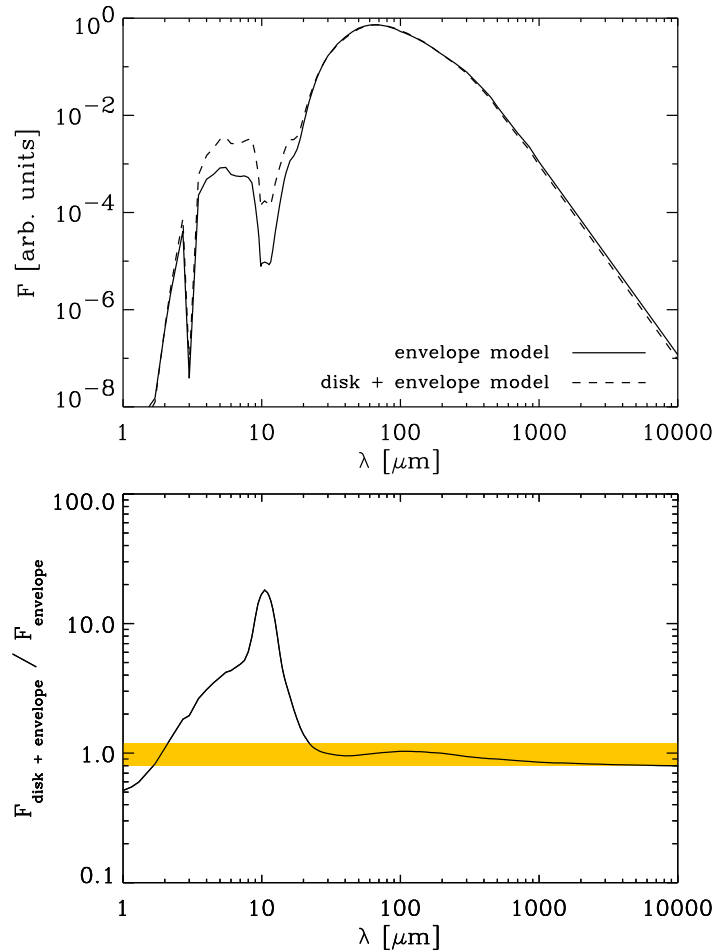 10^0
10^-2
10^-4
10^-6
10^-8
F [arb. units]
envelope model
disk + envelope model
1 10 100 1000 10000
λ [μm]
100.0
10.0
1.0
0.1
F_disk + envelope / F_envelope
1 10 100 1000 10000
λ [μm]